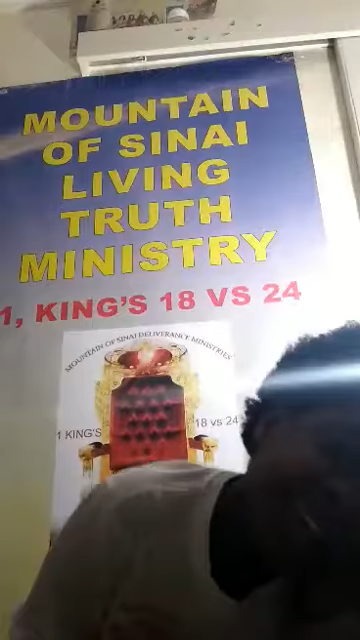 MOUNTAIN
OF SINAI
LIVING
TRUTH
MINISTRY
1, KING'S 18 VS 24
MOUNTAIN OF SINAI DELIVERANCE MINISTRIES
1 KING'S 18 vs 24